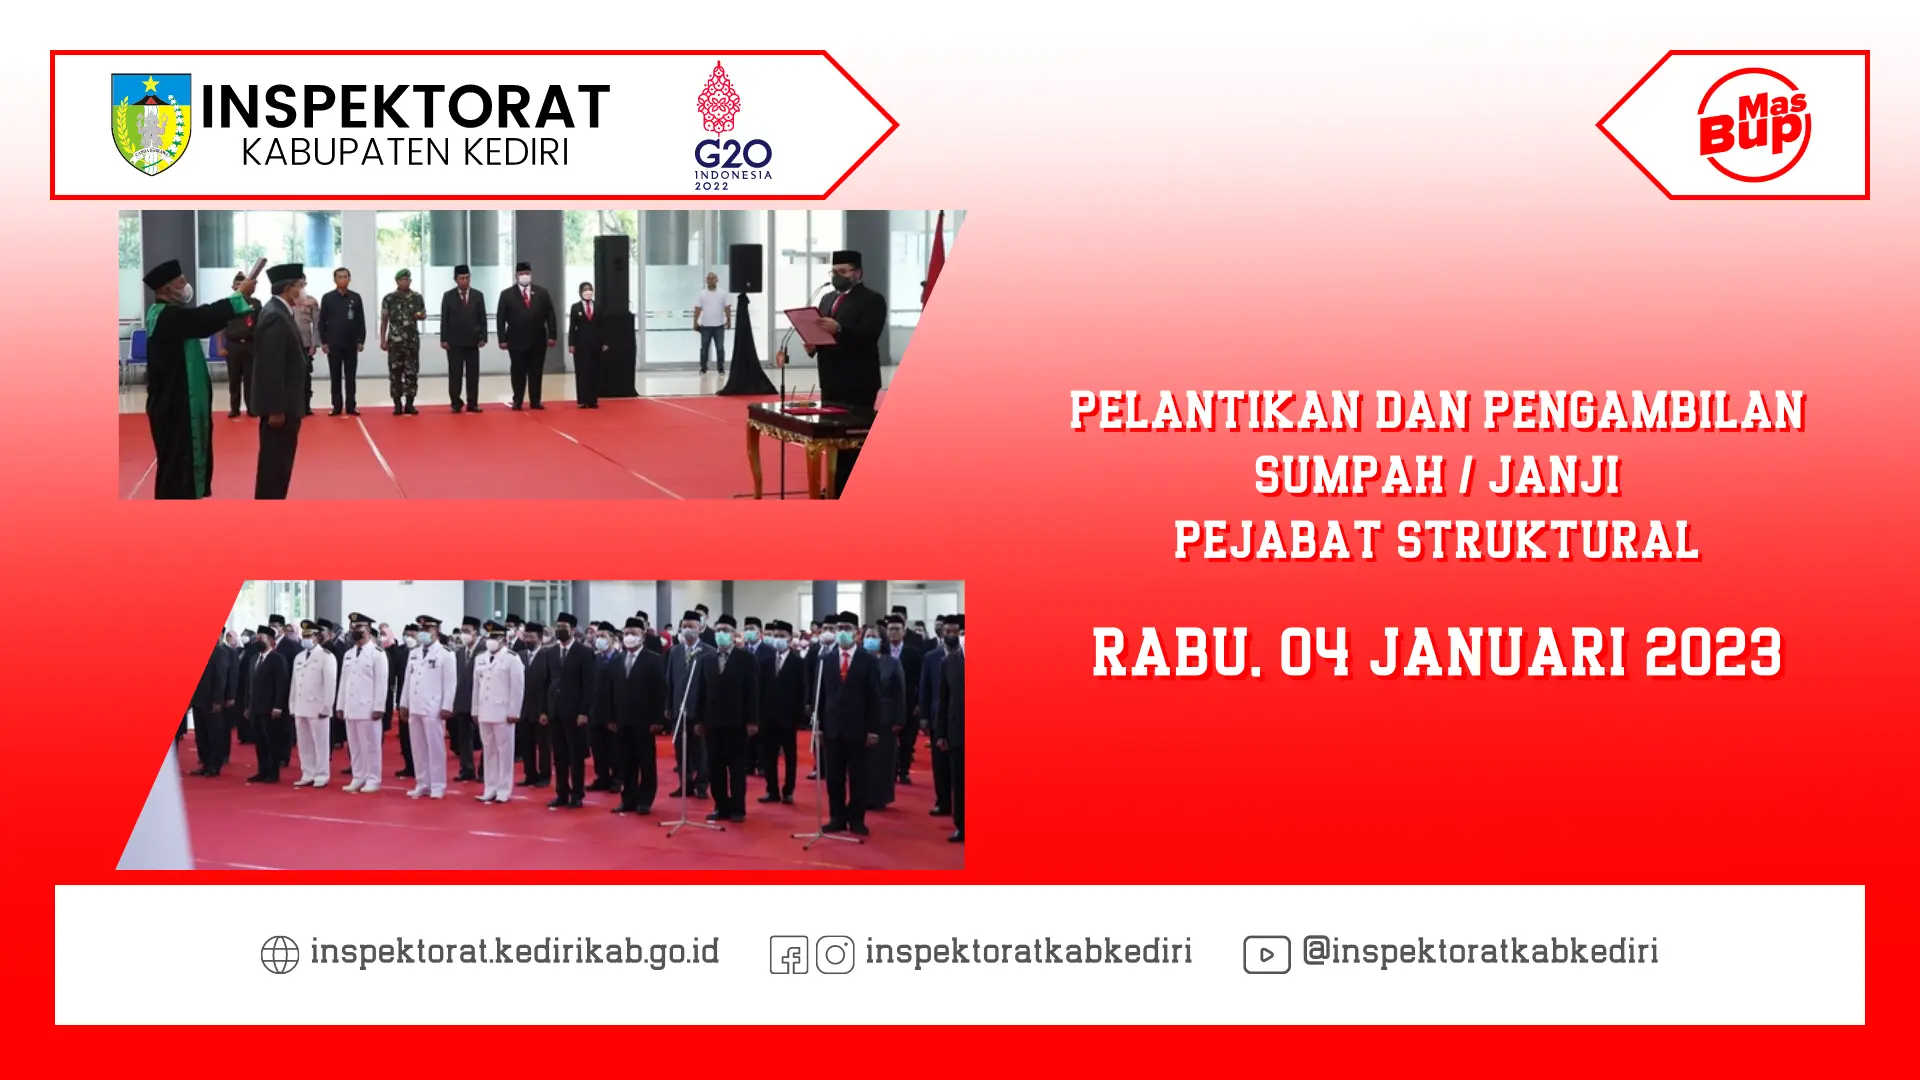 INSPEKTORAT
KABUPATEN KEDIRI
G20
INDONESIA
2022
Mas
Bup
PELANTIKAN DAN PENGAMBILAN
SUMPAH / JANJI
PEJABAT STRUKTURAL
RABU, 04 JANUARI 2023
inspektorat.kedirikab.go.id
inspektoratkabkediri
@inspektoratkabkediri